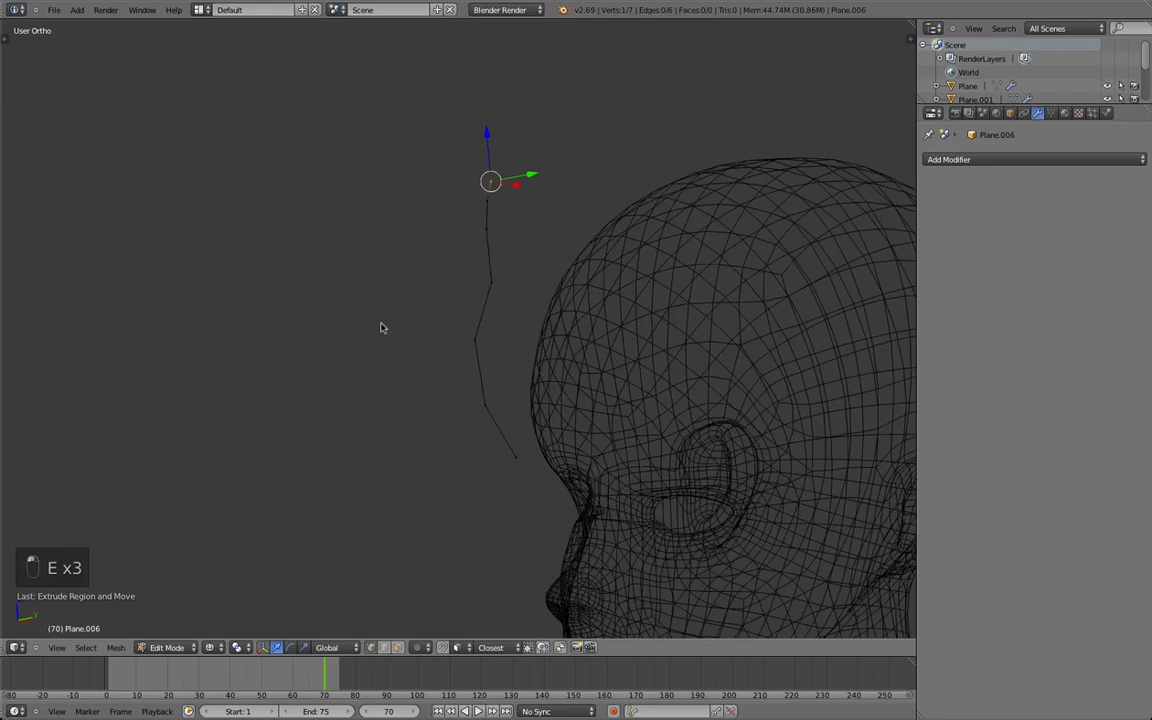 File Add Render Window Help Default Scene Blender Render v2.69 | Verts:1/7 | Edges:0/6 | Faces:0/0 | Tris:0 | Mem:44.74M (30.86M) | Plane.006
User Ortho
View Search All Scenes
Scene
RenderLayers
World
Plane
Plane.001
Plane.006
Add Modifier
E x3
Last: Extrude Region and Move
(70) Plane.006
View Select Mesh Edit Mode Global Closest
-30 -20 -10 0 10 20 30 40 50 60 70 80 90 100 110 120 130 140 150 160 170 180 190 200 210 220 230 240 250
View Marker Frame Playback Start: 1 End: 75 70 No Sync